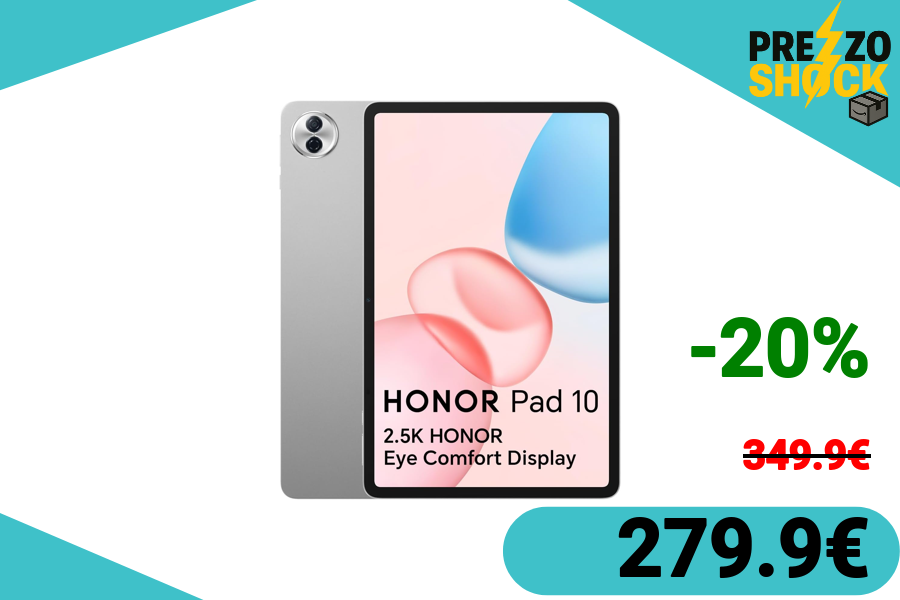 PREZZO
SHOCK
HONOR Pad 10
2.5K HONOR
Eye Comfort Display
-20%
349.9€
279.9€